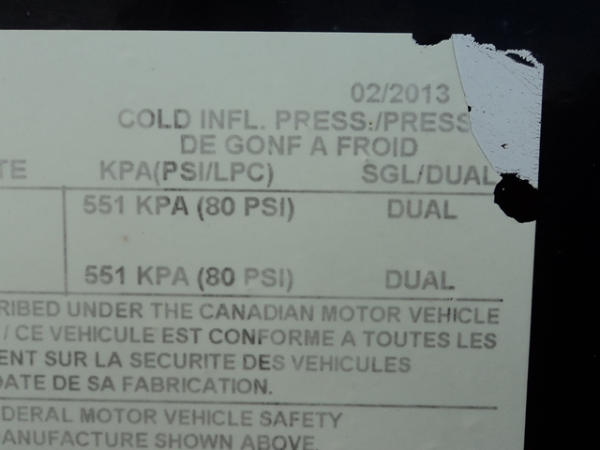 02/2013
COLD INFL. PRESS./PRESS
DE GONF A FROID
TE KPA(PSI/LPC) SGL/DUAL
551 KPA (80 PSI) DUAL
551 KPA (80 PSI) DUAL
RIBED UNDER THE CANADIAN MOTOR VEHICLE
/ CE VEHICULE EST CONFORME A TOUTES LES
ENT SUR LA SECURITE DES VEHICULES
DATE DE SA FABRICATION.
DERAL MOTOR VEHICLE SAFETY
ANUFACTURE SHOWN ABOVE.